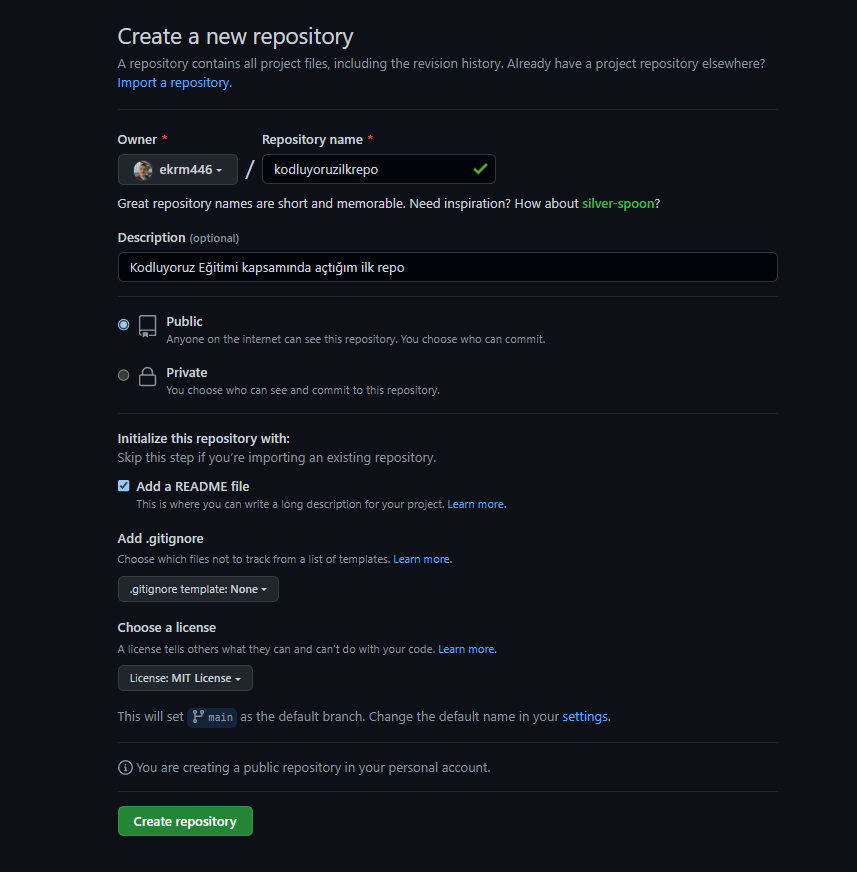 Create a new repository
A repository contains all project files, including the revision history. Already have a project repository elsewhere?
Import a repository.
Owner * Repository name *
ekrm446 / kodluyoruzilkrepo
Great repository names are short and memorable. Need inspiration? How about silver-spoon?
Description (optional)
Kodluyoruz Eğitimi kapsamında açtığım ilk repo
Public
Anyone on the internet can see this repository. You choose who can commit.
Private
You choose who can see and commit to this repository.
Initialize this repository with:
Skip this step if you're importing an existing repository.
Add a README file
This is where you can write a long description for your project. Learn more.
Add .gitignore
Choose which files not to track from a list of templates. Learn more.
.gitignore template: None
Choose a license
A license tells others what they can and can't do with your code. Learn more.
License: MIT License
This will set main as the default branch. Change the default name in your settings.
You are creating a public repository in your personal account.
Create repository